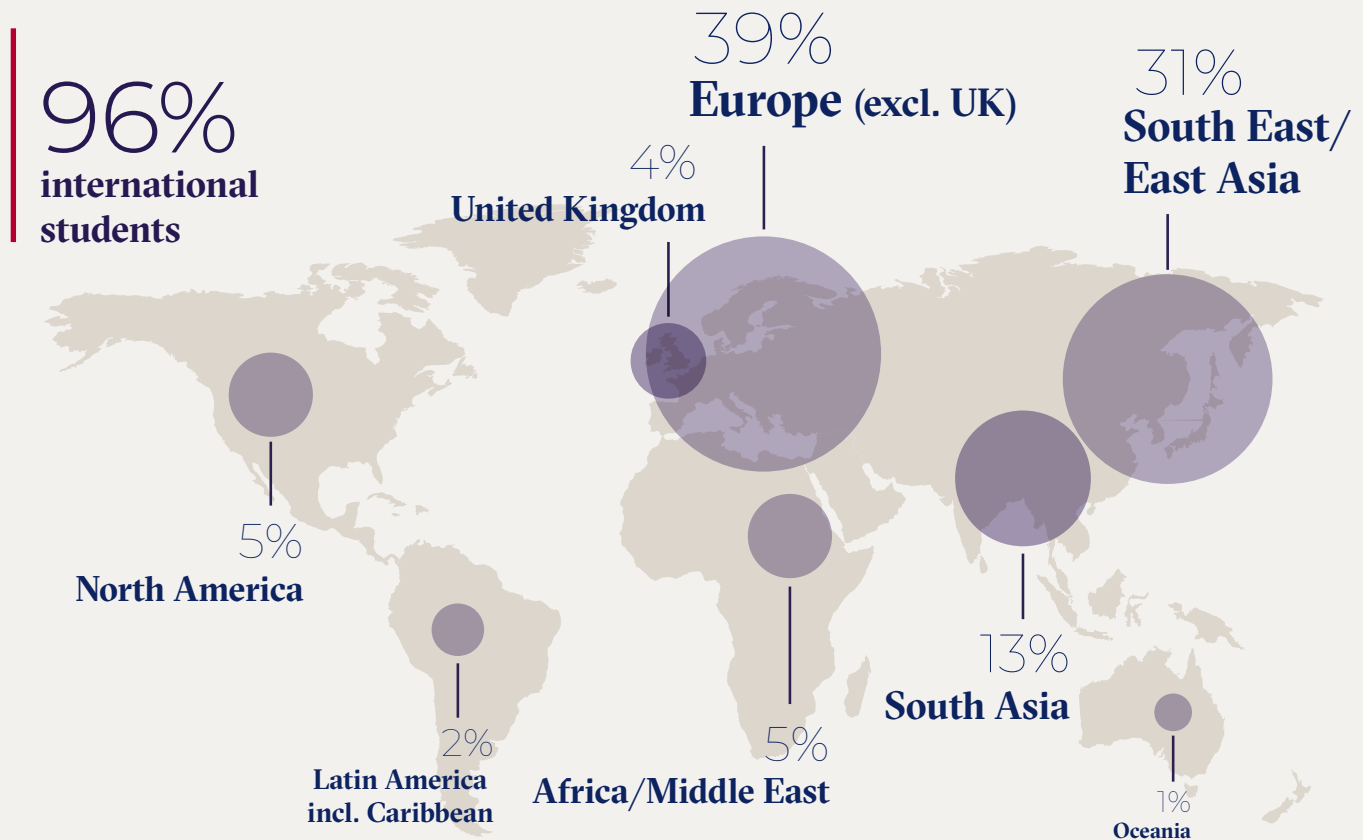 96%
international
students
39%
Europe (excl. UK)
31%
South East/
East Asia
4%
United Kingdom
5%
North America
13%
South Asia
2%
Latin America
incl. Caribbean
5%
Africa/Middle East
1%
Oceania